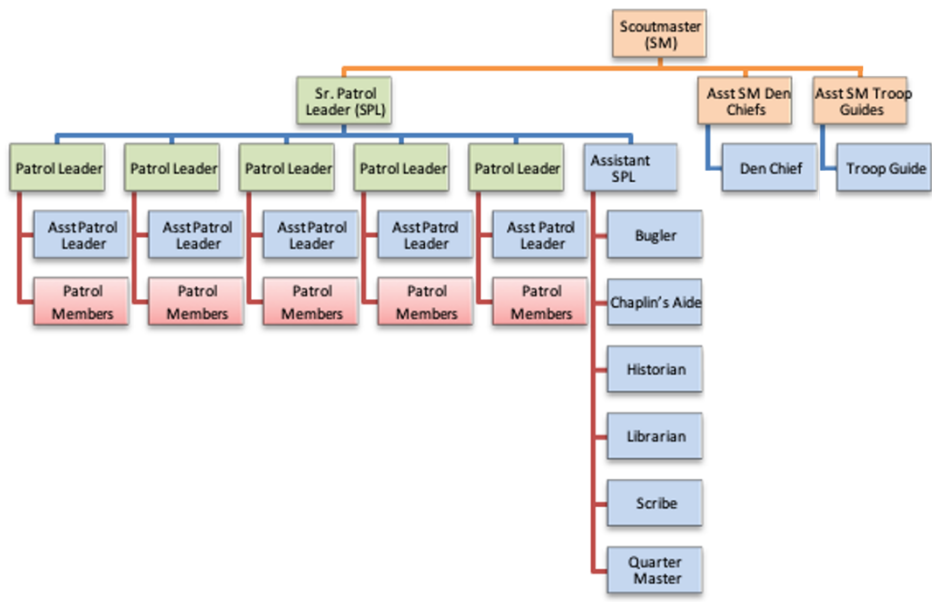 Scoutmaster
(SM)
Sr. Patrol
Leader (SPL)
Asst SM Den
Chiefs
Asst SM Troop
Guides
Patrol Leader
Patrol Leader
Patrol Leader
Patrol Leader
Patrol Leader
Assistant
SPL
Den Chief
Troop Guide
Asst Patrol
Leader
Asst Patrol
Leader
Asst Patrol
Leader
Asst Patrol
Leader
Asst Patrol
Leader
Bugler
Patrol
Members
Patrol
Members
Patrol
Members
Patrol
Members
Patrol
Members
Chaplin's Aide
Historian
Librarian
Scribe
Quarter
Master